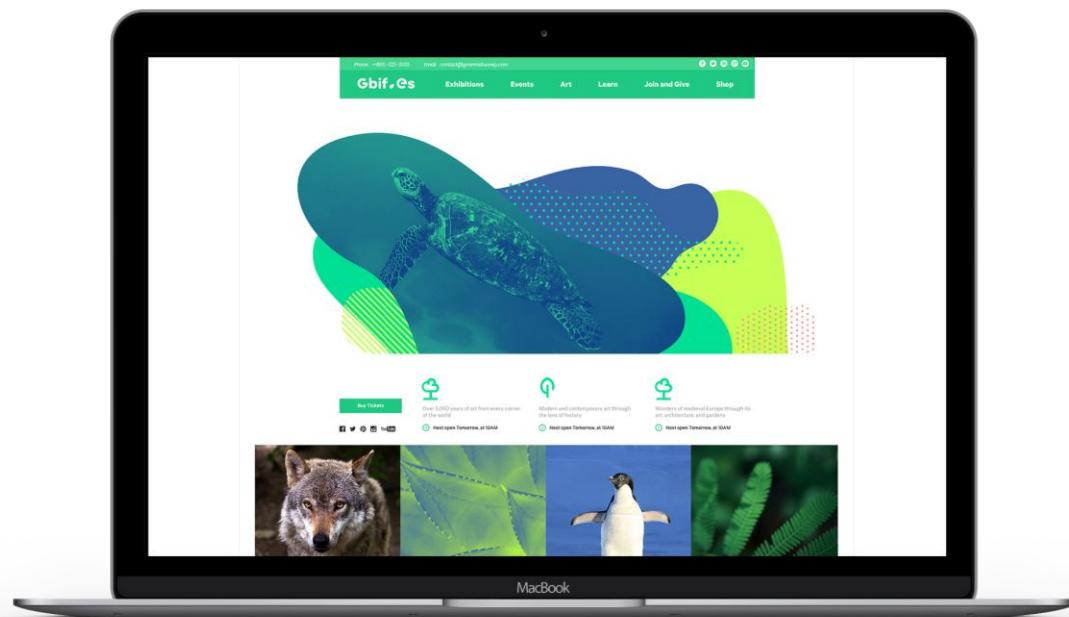 Gbif.es
Exhibitions Events Art Learn Join and Give Shop
Buy Tickets
Over 5,000 years of art from every corner
of the world
Next open Tomorrow, at 10AM
Modern and contemporary art through
the lens of history
Next open Tomorrow, at 10AM
Wonders of medieval Europe through its
art, architecture, and gardens
Next open Tomorrow, at 10AM
MacBook